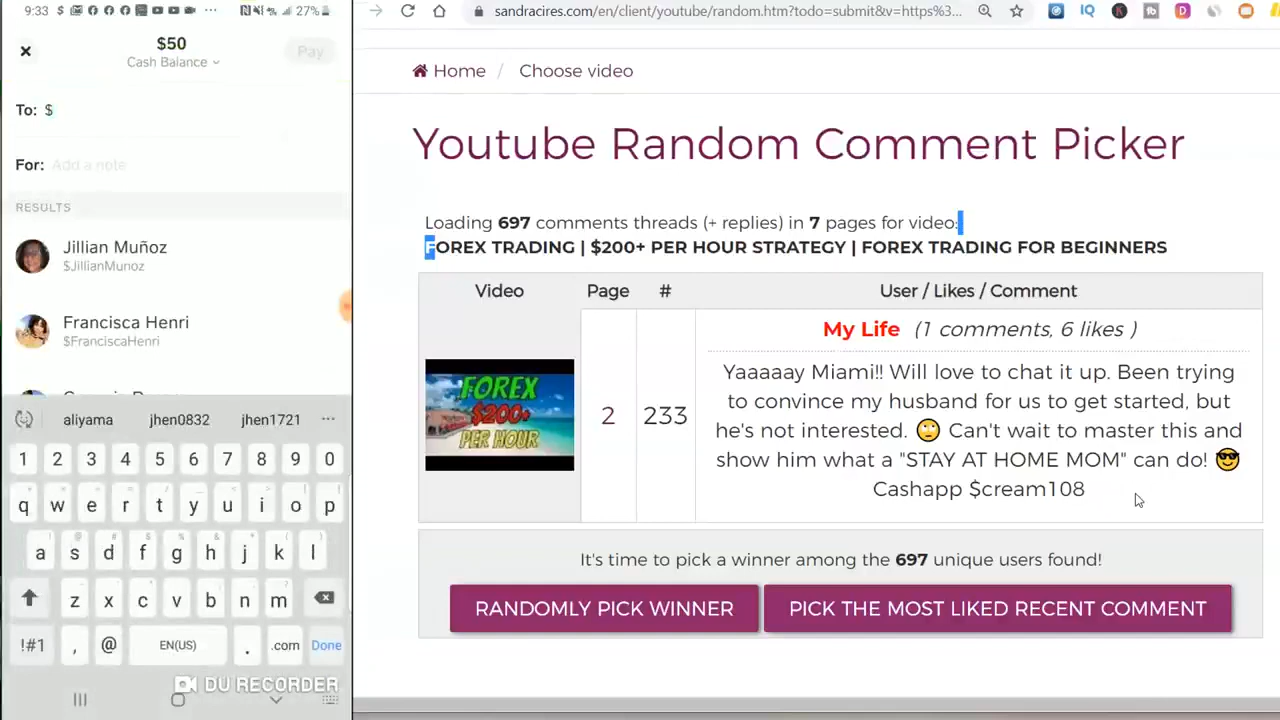 9:33 $ 27%
$50
Pay
Cash Balance
To: $
For: Add a note
RESULTS
Jillian Muñoz
$JillianMunoz
Francisca Henri
$FranciscaHenri
aliyama jhen0832 jhen1721
1 2 3 4 5 6 7 8 9 0
q w e r t y u i o p
a s d f g h j k l
z x c v b n m
!#1 , @ EN(US) . .com Done
DU RECORDER
sandracires.com/en/client/youtube/random.htm?todo=submit&v=https%3...
Home / Choose video
Youtube Random Comment Picker
Loading 697 comments threads (+ replies) in 7 pages for video:
FOREX TRADING | $200+ PER HOUR STRATEGY | FOREX TRADING FOR BEGINNERS
Video Page # User / Likes / Comment
FOREX
$200+
PER HOUR
2 233
My Life (1 comments, 6 likes )
Yaaaaay Miami!! Will love to chat it up. Been trying
to convince my husband for us to get started, but
he's not interested. 🙄 Can't wait to master this and
show him what a "STAY AT HOME MOM" can do! 😎
Cashapp $cream108
It's time to pick a winner among the 697 unique users found!
RANDOMLY PICK WINNER PICK THE MOST LIKED RECENT COMMENT